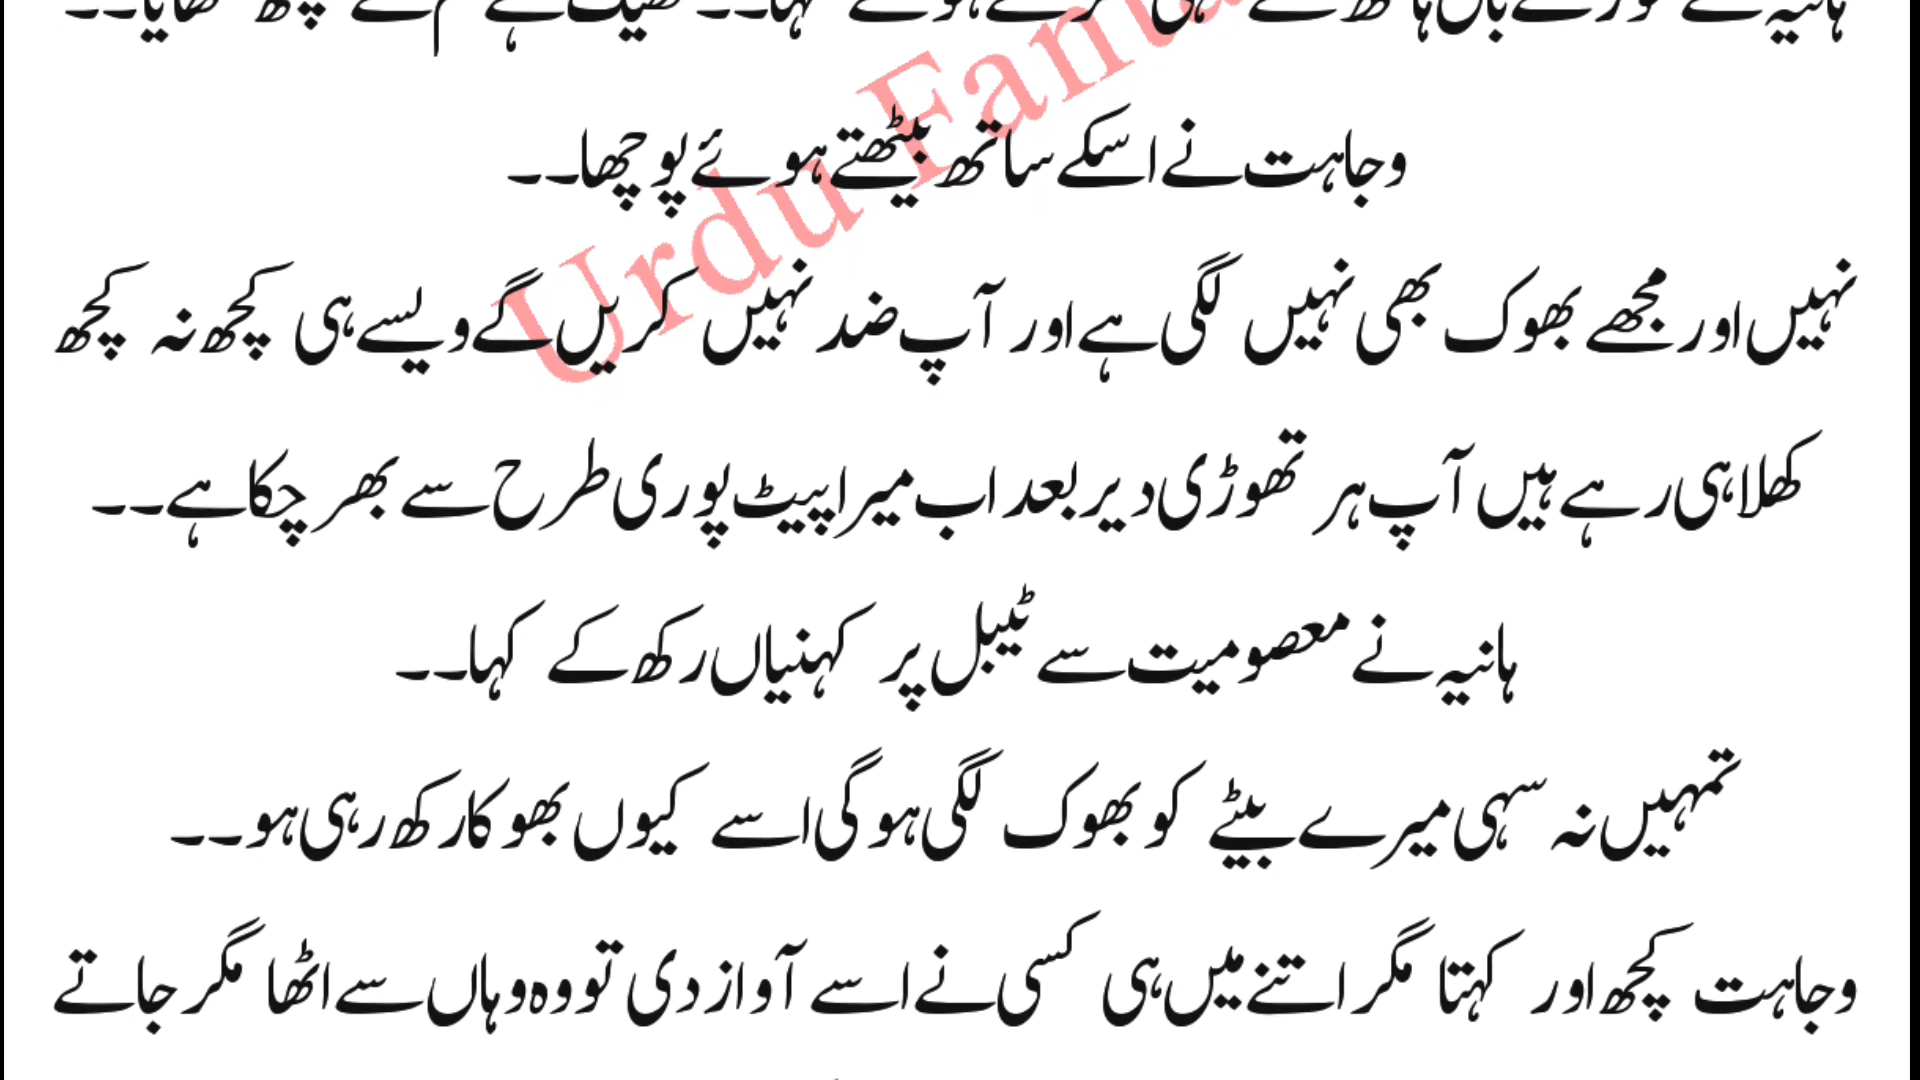 وجاہت نے اسکے ساتھ بیٹھتے ہوئے پوچھا۔۔
نہیں اور مجھے بھوک بھی نہیں لگی ہے اور آپ ضد نہیں کریں گے ویسے ہی کچھ نہ کچھ
کھلا ہی رہے ہیں آپ ہر تھوڑی دیر بعد اب میرا پیٹ پوری طرح سے بھر چکا ہے۔۔
ہانیہ نے معصومیت سے ٹیبل پر کہنیاں رکھ کے کہا۔۔
تمہیں نہ سہی میرے بیٹے کو بھوک لگی ہو گی اسے کیوں بھوکا رکھ رہی ہو۔۔
وجاہت کچھ اور کہتا مگر اتنے میں ہی کسی نے اسے آواز دی تو وہ وہاں سے اٹھا مگر جاتے
Urdu